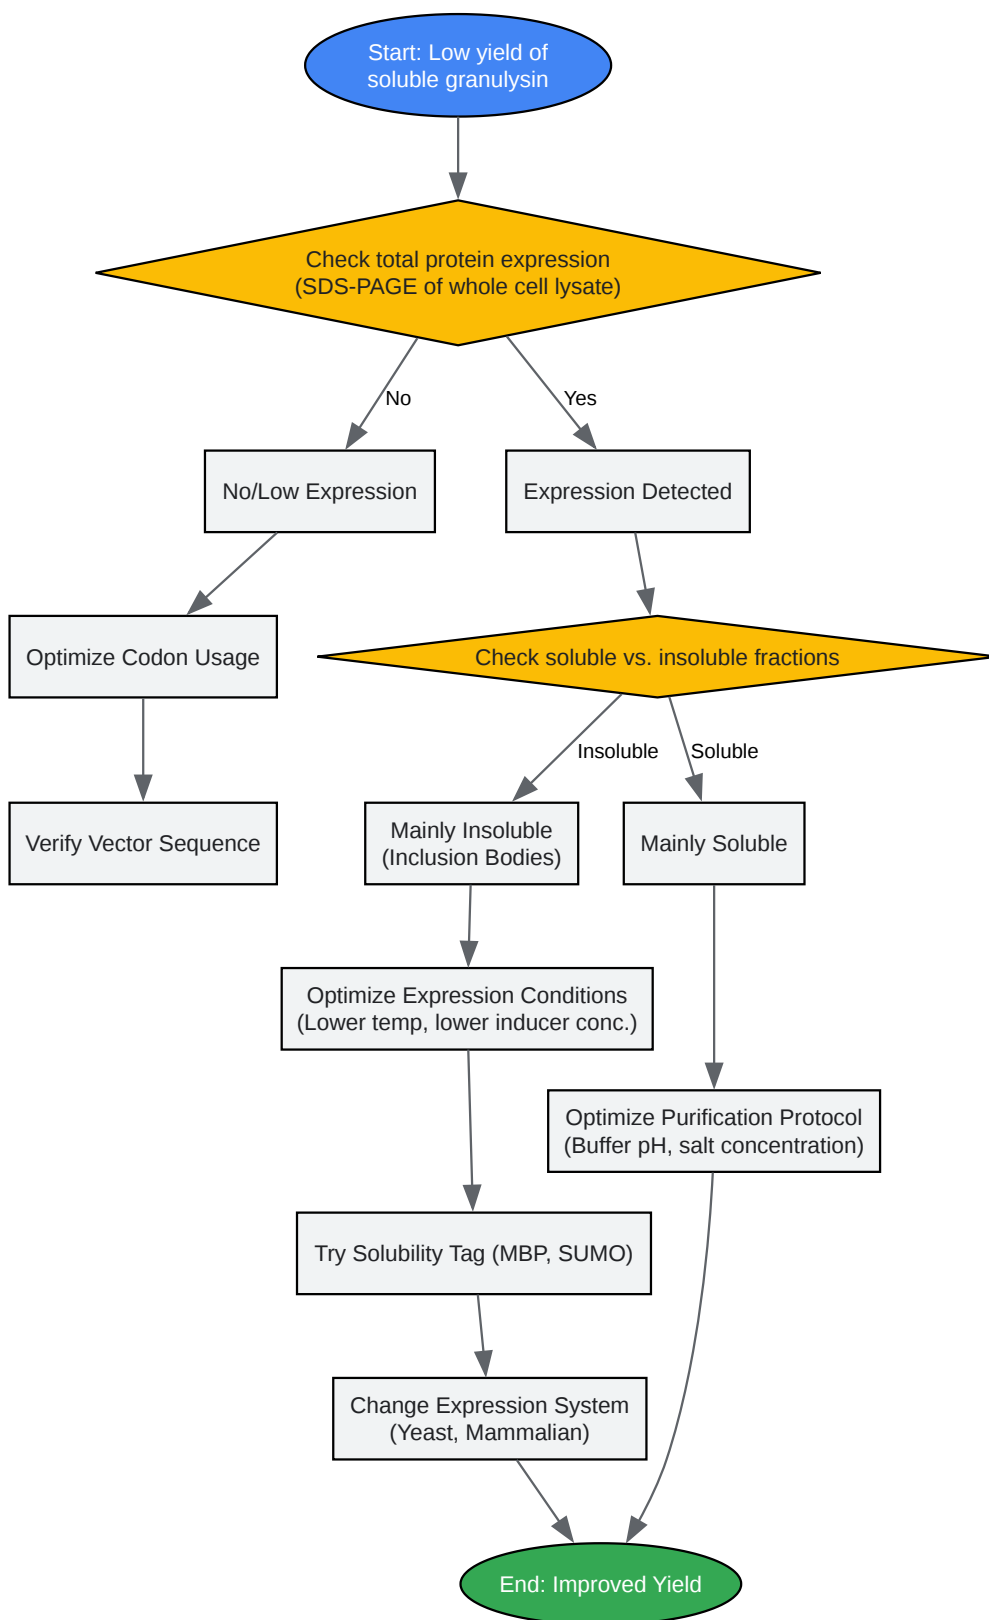 Start: Low yield of
soluble granulysin
Check total protein expression
(SDS-PAGE of whole cell lysate)
No
Yes
No/Low Expression
Expression Detected
Optimize Codon Usage
Check soluble vs. insoluble fractions
Insoluble
Soluble
Verify Vector Sequence
Mainly Insoluble
(Inclusion Bodies)
Mainly Soluble
Optimize Expression Conditions
(Lower temp, lower inducer conc.)
Optimize Purification Protocol
(Buffer pH, salt concentration)
Try Solubility Tag (MBP, SUMO)
Change Expression System
(Yeast, Mammalian)
End: Improved Yield